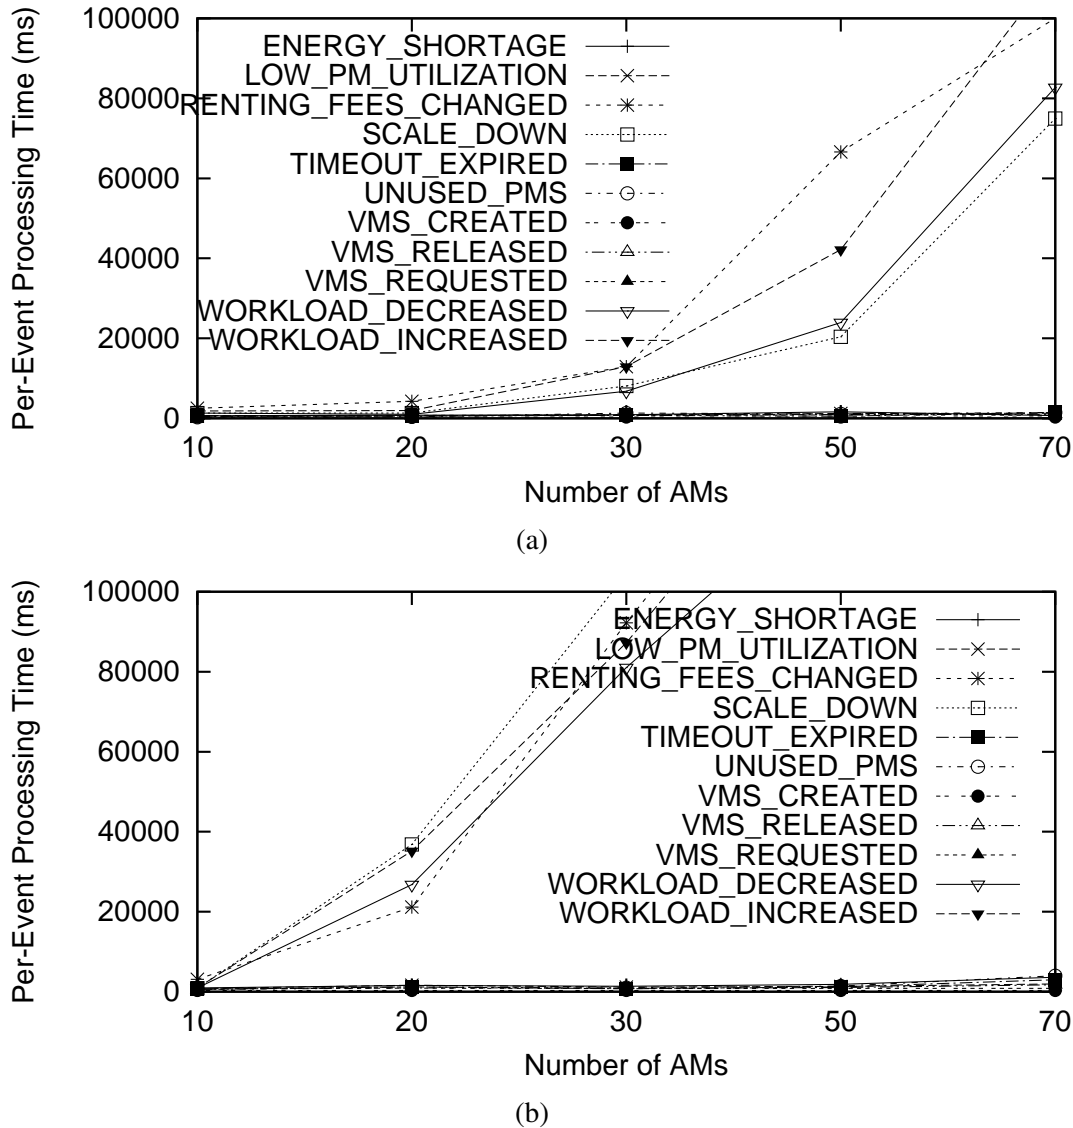 Per-Event Processing Time (ms)
100000
80000
60000
40000
20000
0
ENERGY_SHORTAGE
LOW_PM_UTILIZATION
RENTING_FEES_CHANGED
SCALE_DOWN
TIMEOUT_EXPIRED
UNUSED_PMS
VMS_CREATED
VMS_RELEASED
VMS_REQUESTED
WORKLOAD_DECREASED
WORKLOAD_INCREASED
10 20 30 50 70
Number of AMs
(a)
Per-Event Processing Time (ms)
100000
80000
60000
40000
20000
0
ENERGY_SHORTAGE
LOW_PM_UTILIZATION
RENTING_FEES_CHANGED
SCALE_DOWN
TIMEOUT_EXPIRED
UNUSED_PMS
VMS_CREATED
VMS_RELEASED
VMS_REQUESTED
WORKLOAD_DECREASED
WORKLOAD_INCREASED
10 20 30 50 70
Number of AMs
(b)